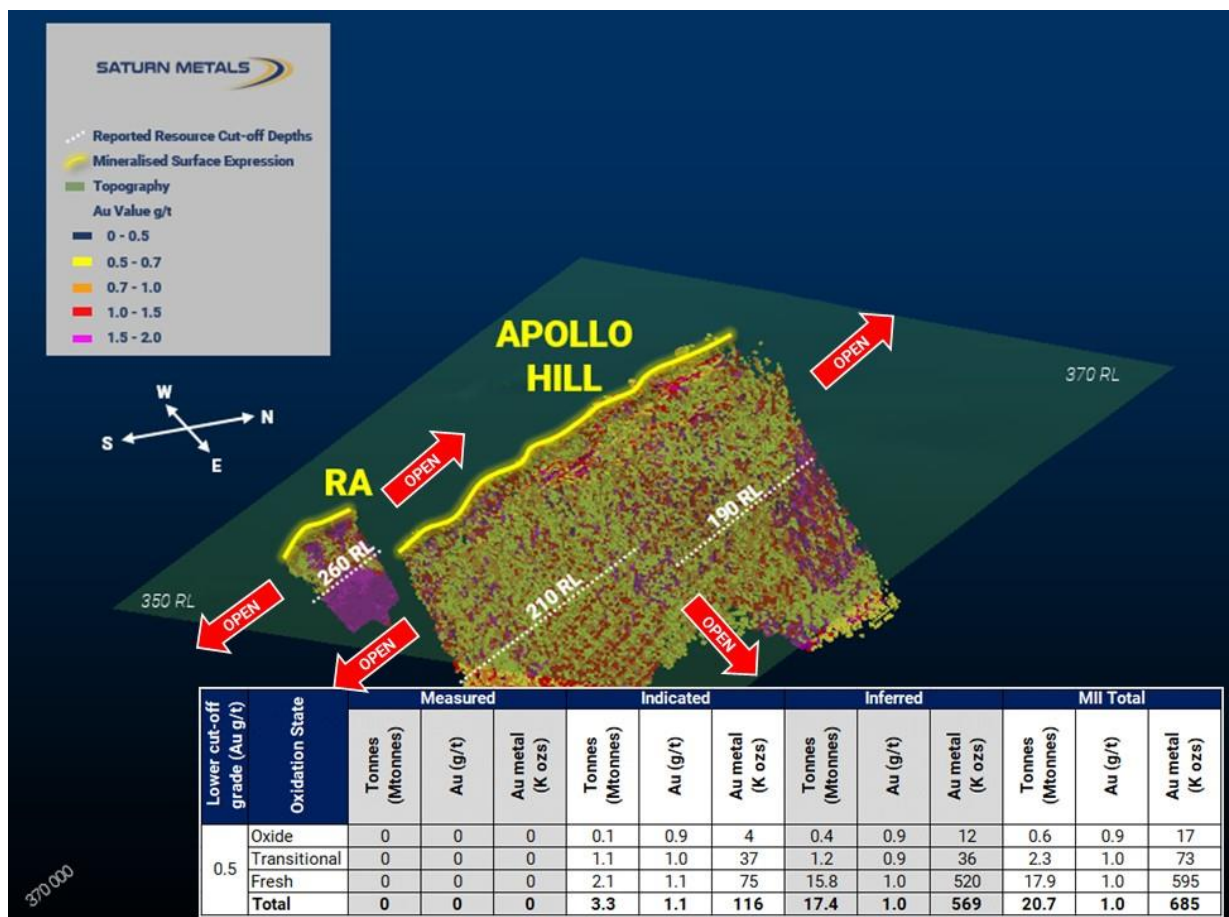 SATURN METALS
Reported Resource Cut-off Depths
Mineralised Surface Expression
Topography
Au Value g/t
0 - 0.5
0.5 - 0.7
0.7 - 1.0
1.0 - 1.5
1.5 - 2.0
W
N
S
E
APOLLO
HILL
OPEN
370 RL
OPEN
RA
190 RL
260 RL
210 RL
350 RL
OPEN
OPEN
OPEN
370 000
Lower cut-off grade (Au g/t) Oxidation State Measured Indicated Inferred MII Total
Tonnes (Mtonnes) Au (g/t) Au metal (K ozs) Tonnes (Mtonnes) Au (g/t) Au metal (K ozs) Tonnes (Mtonnes) Au (g/t) Au metal (K ozs) Tonnes (Mtonnes) Au (g/t) Au metal (K ozs)
0.5
Oxide 0 0 0 0.1 0.9 4 0.4 0.9 12 0.6 0.9 17
Transitional 0 0 0 1.1 1.0 37 1.2 0.9 36 2.3 1.0 73
Fresh 0 0 0 2.1 1.1 75 15.8 1.0 520 17.9 1.0 595
Total 0 0 0 3.3 1.1 116 17.4 1.0 569 20.7 1.0 685